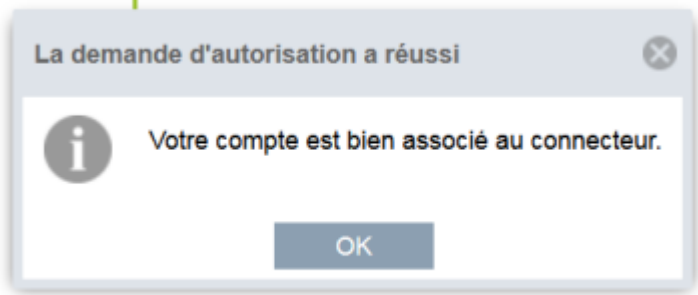 La demande d'autorisation a réussi
Votre compte est bien associé au connecteur.
OK